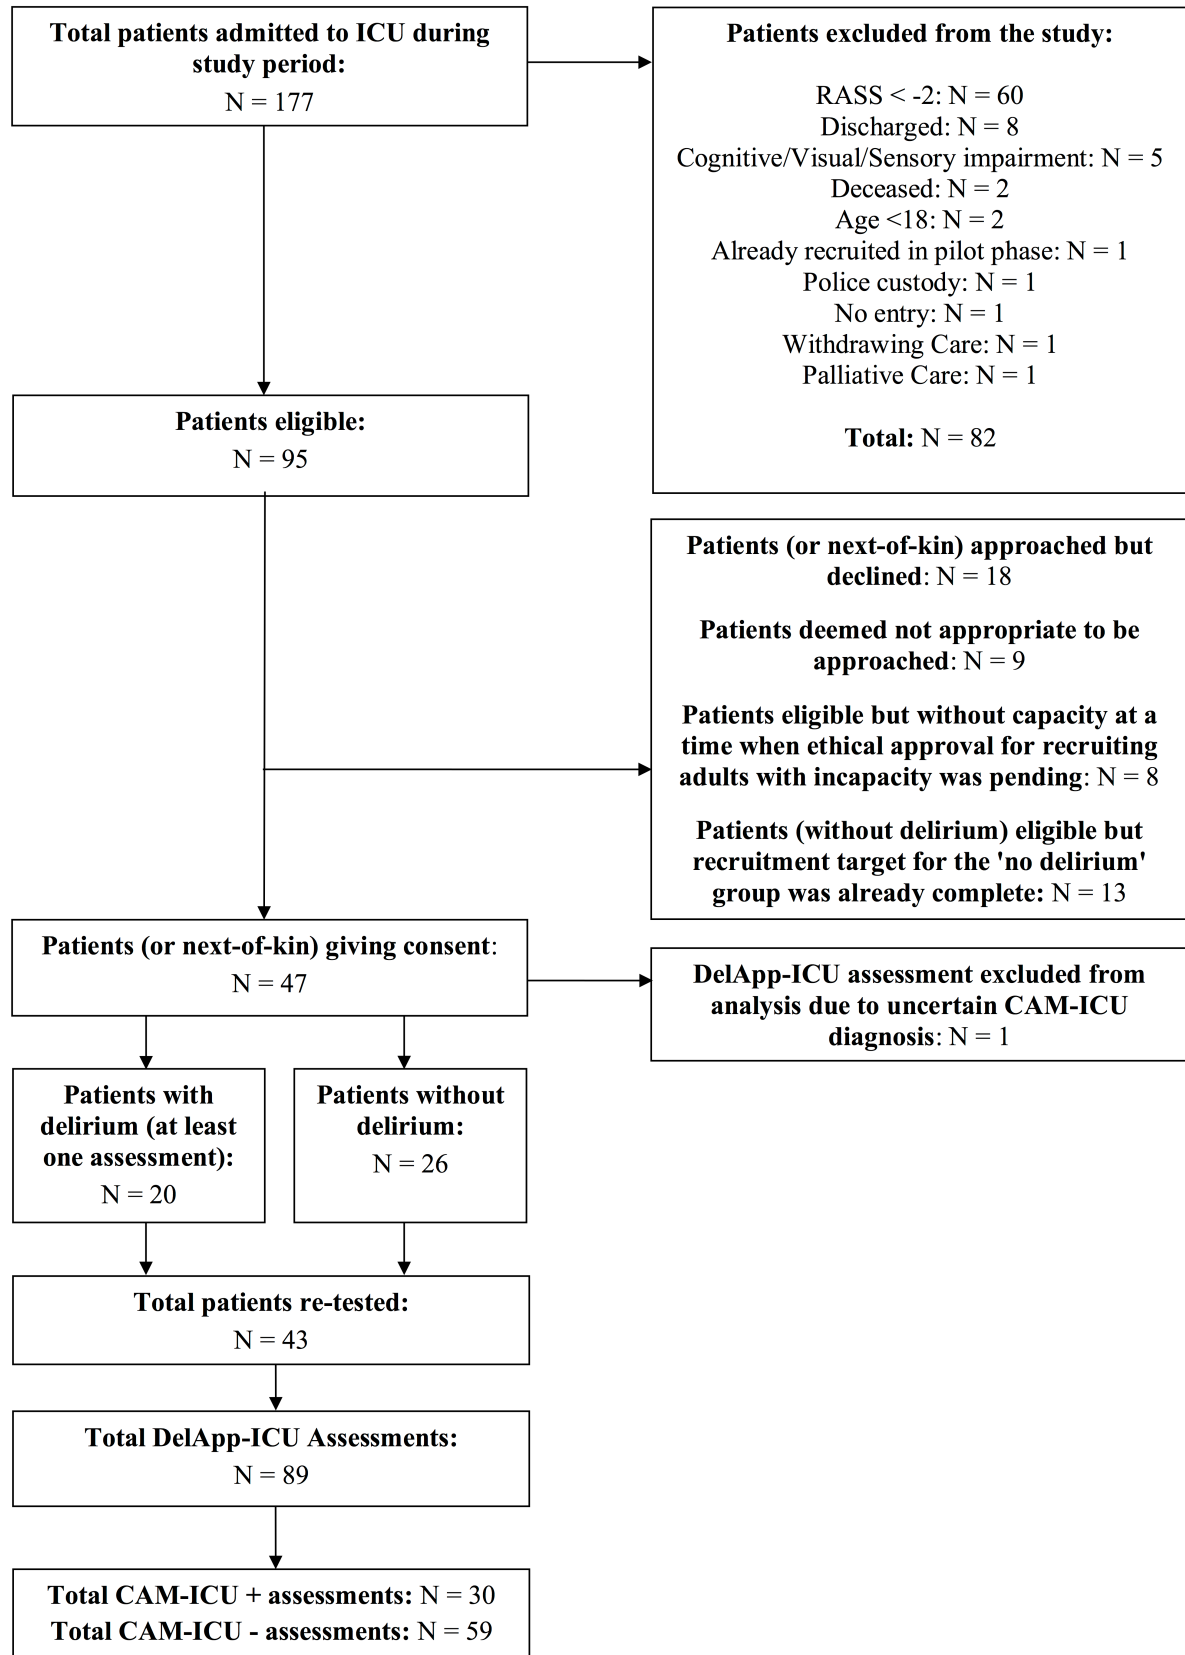 Total patients admitted to ICU during
study period:
N = 177
Patients excluded from the study:
RASS < -2: N = 60
Discharged: N = 8
Cognitive/Visual/Sensory impairment: N = 5
Deceased: N = 2
Age <18: N = 2
Already recruited in pilot phase: N = 1
Police custody: N = 1
No entry: N = 1
Withdrawing Care: N = 1
Palliative Care: N = 1
Total: N = 82
Patients eligible:
N = 95
Patients (or next-of-kin) approached but
declined: N = 18
Patients deemed not appropriate to be
approached: N = 9
Patients eligible but without capacity at a
time when ethical approval for recruiting
adults with incapacity was pending: N = 8
Patients (without delirium) eligible but
recruitment target for the 'no delirium'
group was already complete: N = 13
Patients (or next-of-kin) giving consent:
N = 47
DelApp-ICU assessment excluded from
analysis due to uncertain CAM-ICU
diagnosis: N = 1
Patients with
delirium (at least
one assessment):
N = 20
Patients without
delirium:
N = 26
Total patients re-tested:
N = 43
Total DelApp-ICU Assessments:
N = 89
Total CAM-ICU + assessments: N = 30
Total CAM-ICU - assessments: N = 59